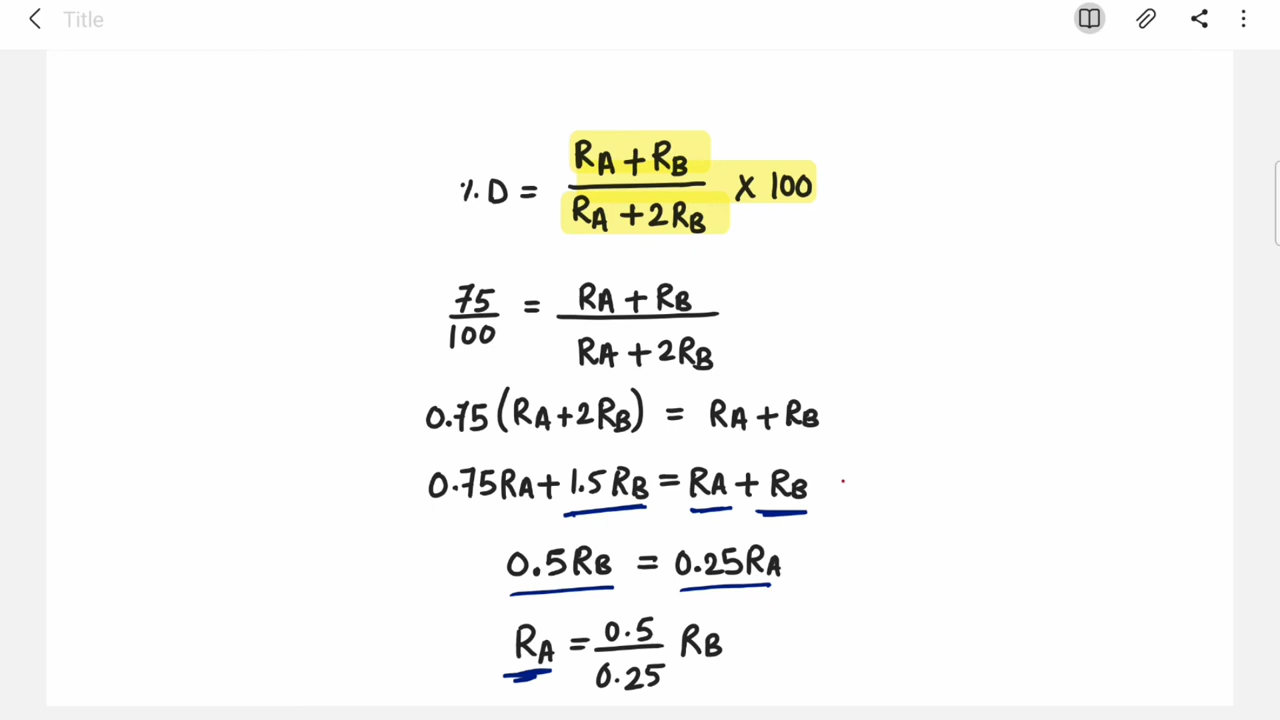 Title
%D = (RA + RB) / (RA + 2RB) X 100
75/100 = (RA + RB) / (RA + 2RB)
0.75(RA+2RB) = RA + RB
0.75RA + 1.5RB = RA + RB
0.5RB = 0.25RA
RA = 0.5/0.25 RB